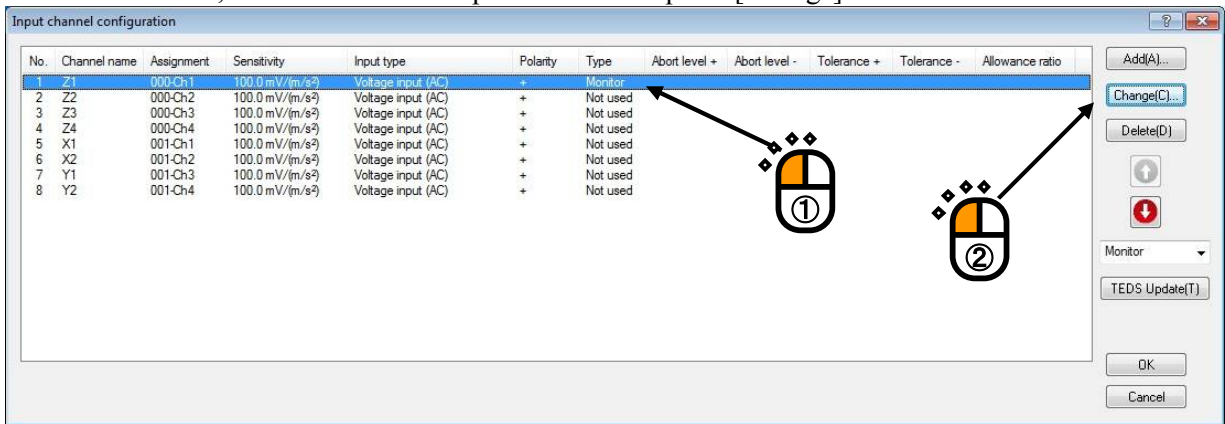 Input channel configuration
No. Channel name Assignment Sensitivity Input type Polarity Type Abort level + Abort level - Tolerance + Tolerance - Allowance ratio
1 Z1 000-Ch1 100.0 mV/(m/s²) Voltage input (AC) + Monitor
2 Z2 000-Ch2 100.0 mV/(m/s²) Voltage input (AC) + Not used
3 Z3 000-Ch3 100.0 mV/(m/s²) Voltage input (AC) + Not used
4 Z4 000-Ch4 100.0 mV/(m/s²) Voltage input (AC) + Not used
5 X1 001-Ch1 100.0 mV/(m/s²) Voltage input (AC) + Not used
6 X2 001-Ch2 100.0 mV/(m/s²) Voltage input (AC) + Not used
7 Y1 001-Ch3 100.0 mV/(m/s²) Voltage input (AC) + Not used
8 Y2 001-Ch4 100.0 mV/(m/s²) Voltage input (AC) + Not used
①
②
Add(A)...
Change(C)...
Delete(D)
Monitor
TEDS Update(T)
OK
Cancel